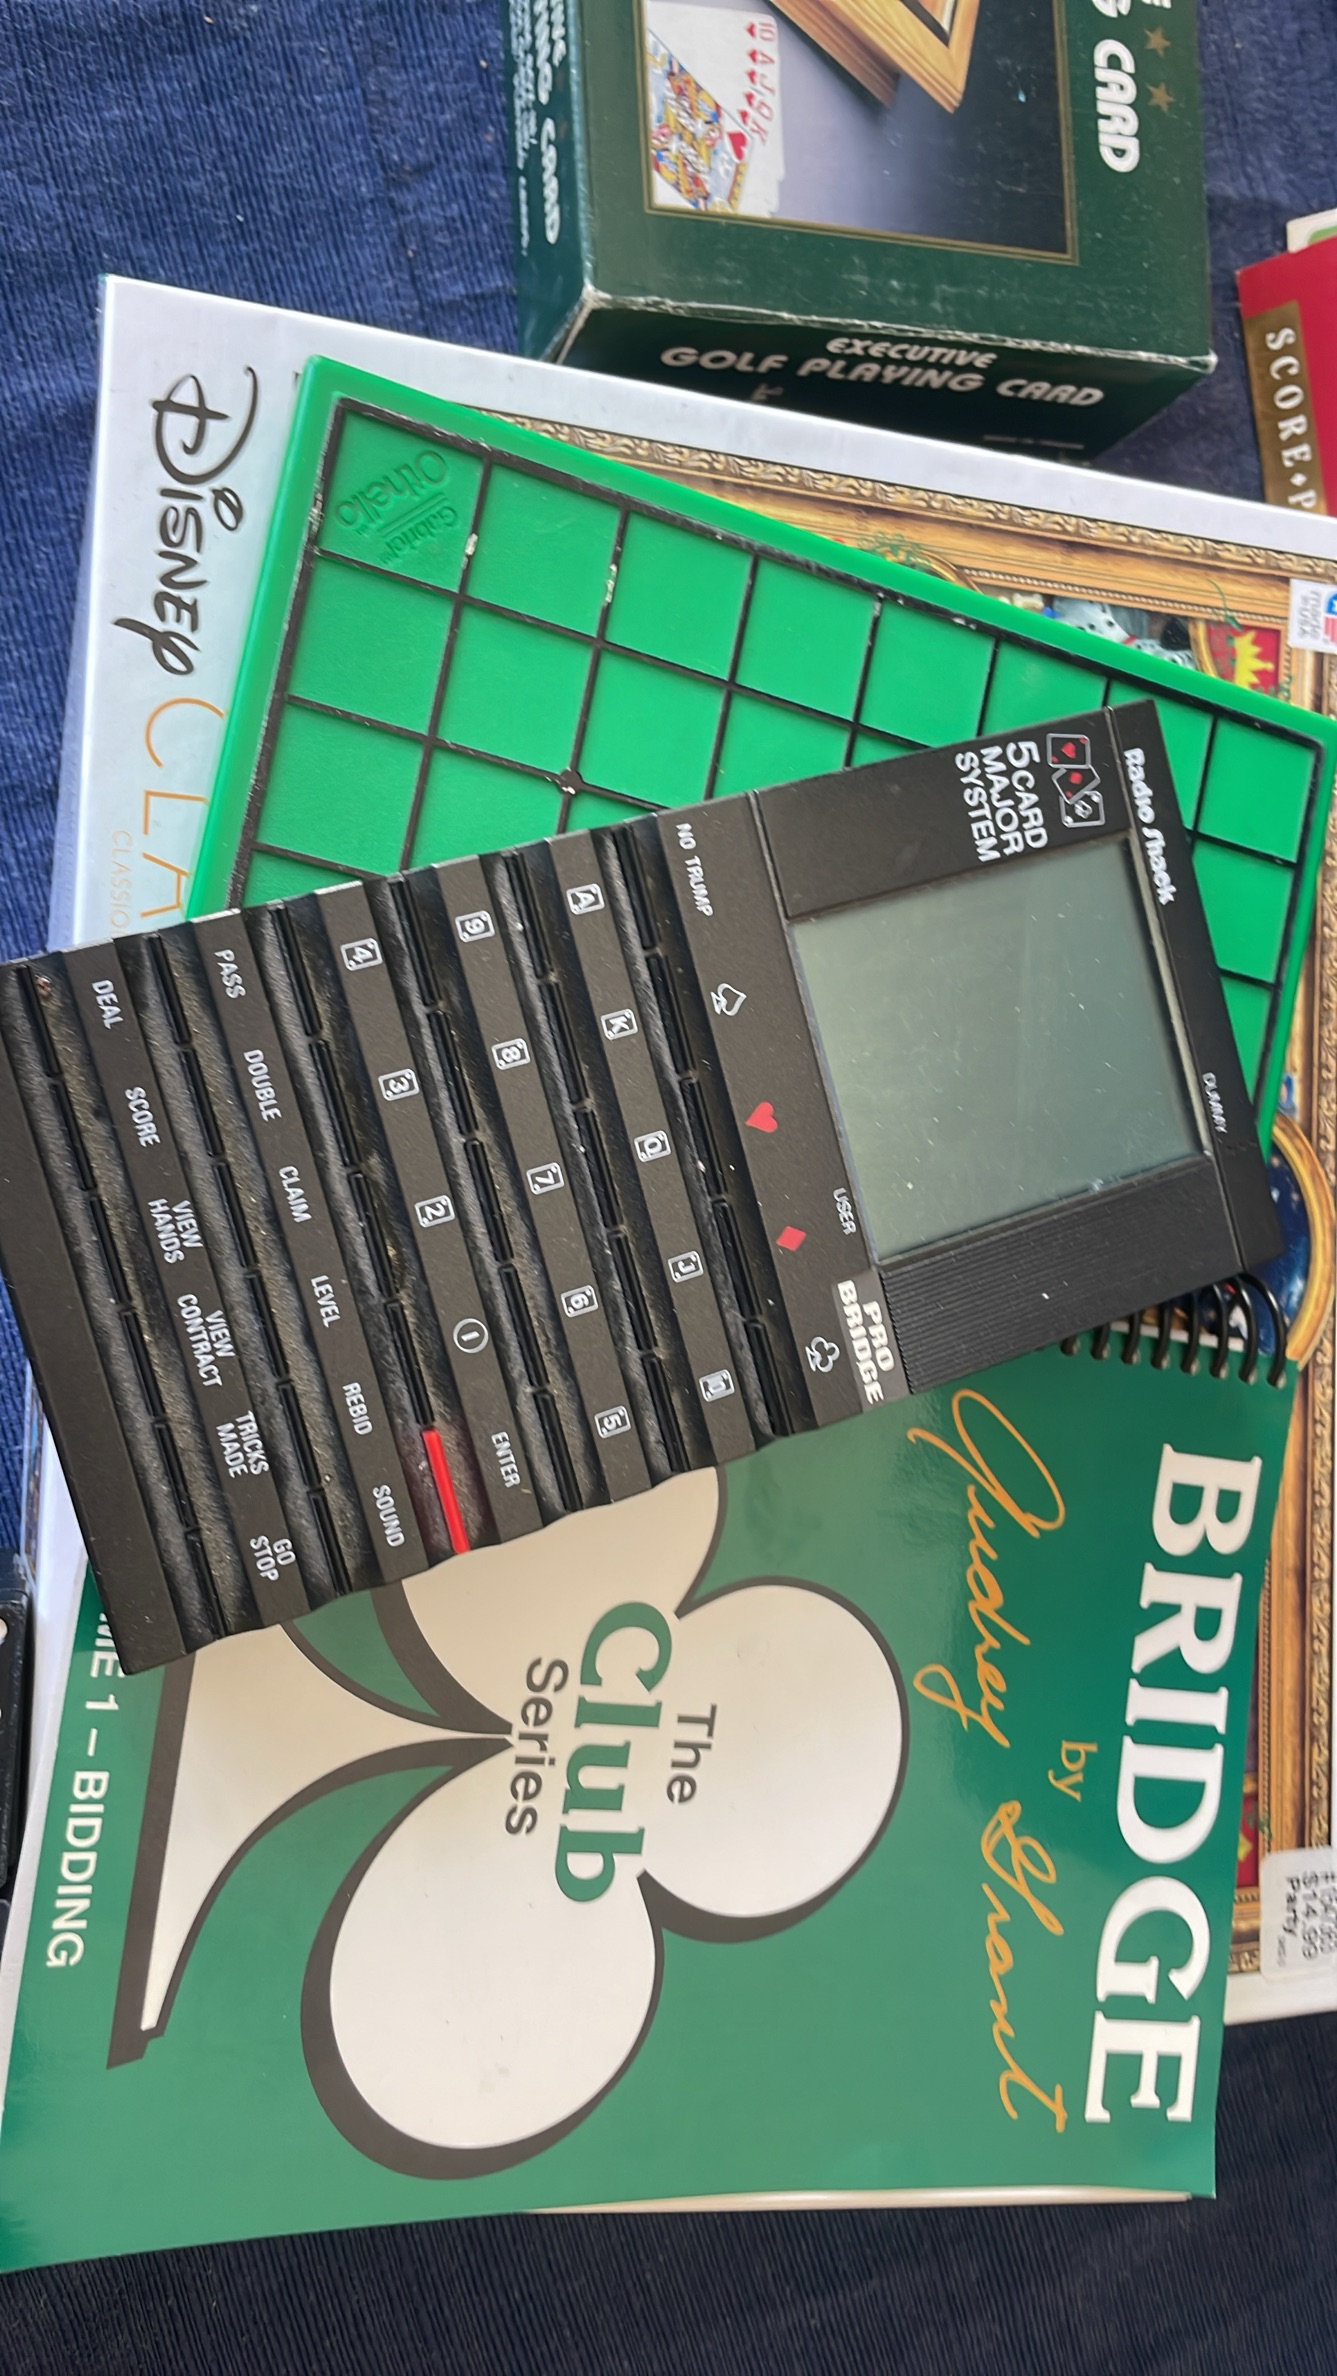 GOLF PLAYING CARD
EXECUTIVE
CARD
SCORE
DISNEY
Othello
Gabriel
Radio Shack
5 CARD
MAJOR
SYSTEM
DUMMY
USER
PRO
BRIDGE
NO TRUMP
A K Q J 10
9 8 7 6 5
4 3 2 1 ENTER
PASS DOUBLE CLAIM LEVEL REBID SOUND
DEAL SCORE VIEW HANDS VIEW CONTRACT TRICKS MADE GO STOP
BRIDGE
by
Audrey Grant
The
Club
Series
1 – BIDDING
$14.99
Party
10 A J Q K